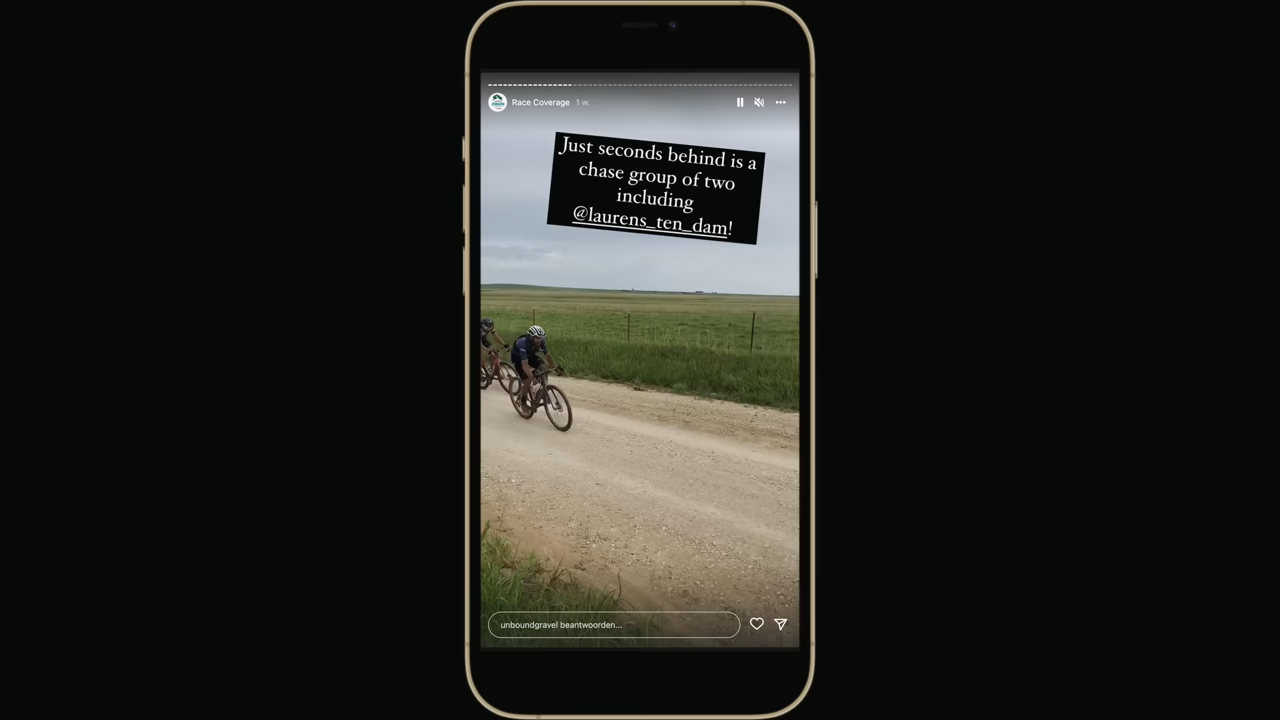 Race Coverage 1 w.
Just seconds behind is a
chase group of two
including
@laurens_ten_dam!
unboundgravel beantwoorden...